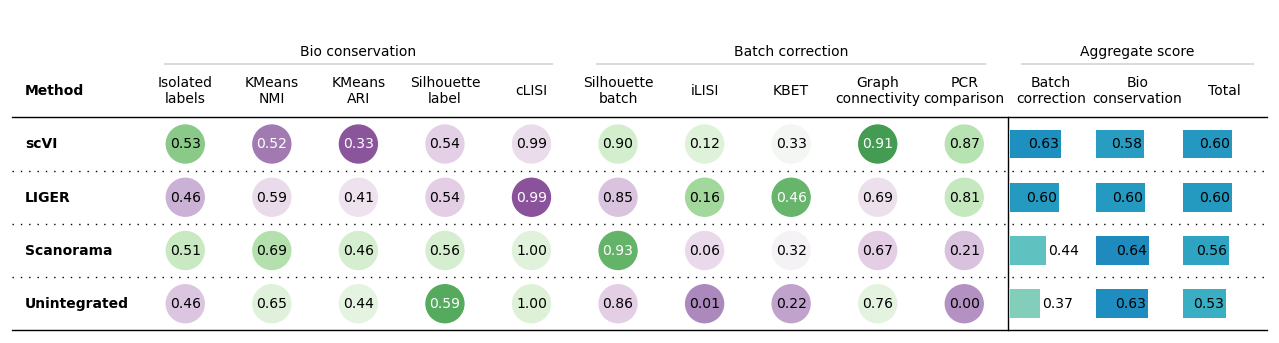 Bio conservation Batch correction Aggregate score
Method Isolated labels KMeans NMI KMeans ARI Silhouette label cLISI Silhouette batch iLISI KBET Graph connectivity PCR comparison Batch correction Bio conservation Total
scVI 0.53 0.52 0.33 0.54 0.99 0.90 0.12 0.33 0.91 0.87 0.63 0.58 0.60
LIGER 0.46 0.59 0.41 0.54 0.99 0.85 0.16 0.46 0.69 0.81 0.60 0.60 0.60
Scanorama 0.51 0.69 0.46 0.56 1.00 0.93 0.06 0.32 0.67 0.21 0.44 0.64 0.56
Unintegrated 0.46 0.65 0.44 0.59 1.00 0.86 0.01 0.22 0.76 0.00 0.37 0.63 0.53